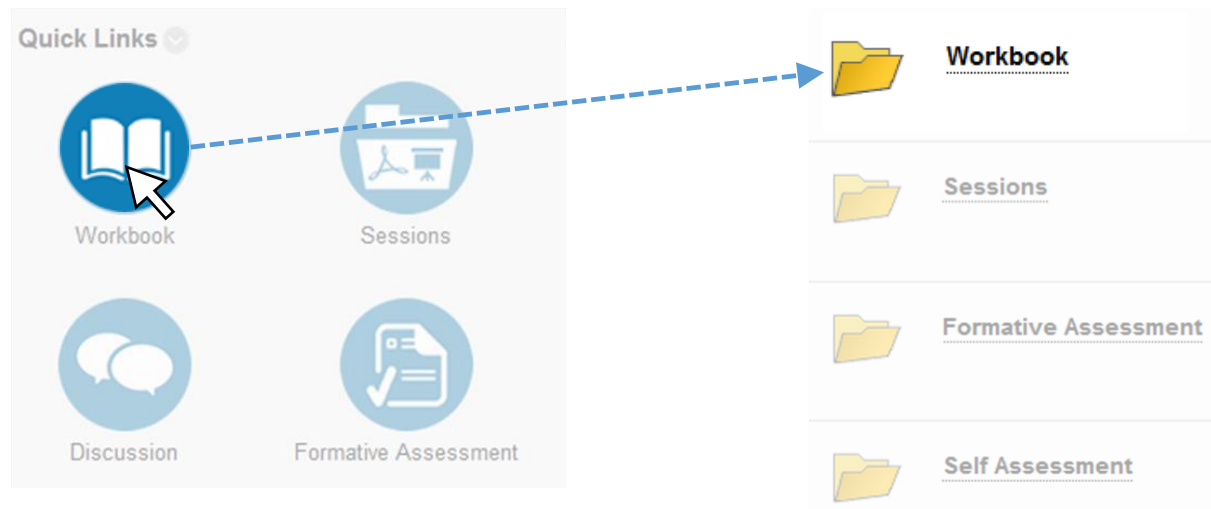 Quick Links
Workbook
Sessions
Discussion
Formative Assessment
Workbook
Sessions
Formative Assessment
Self Assessment